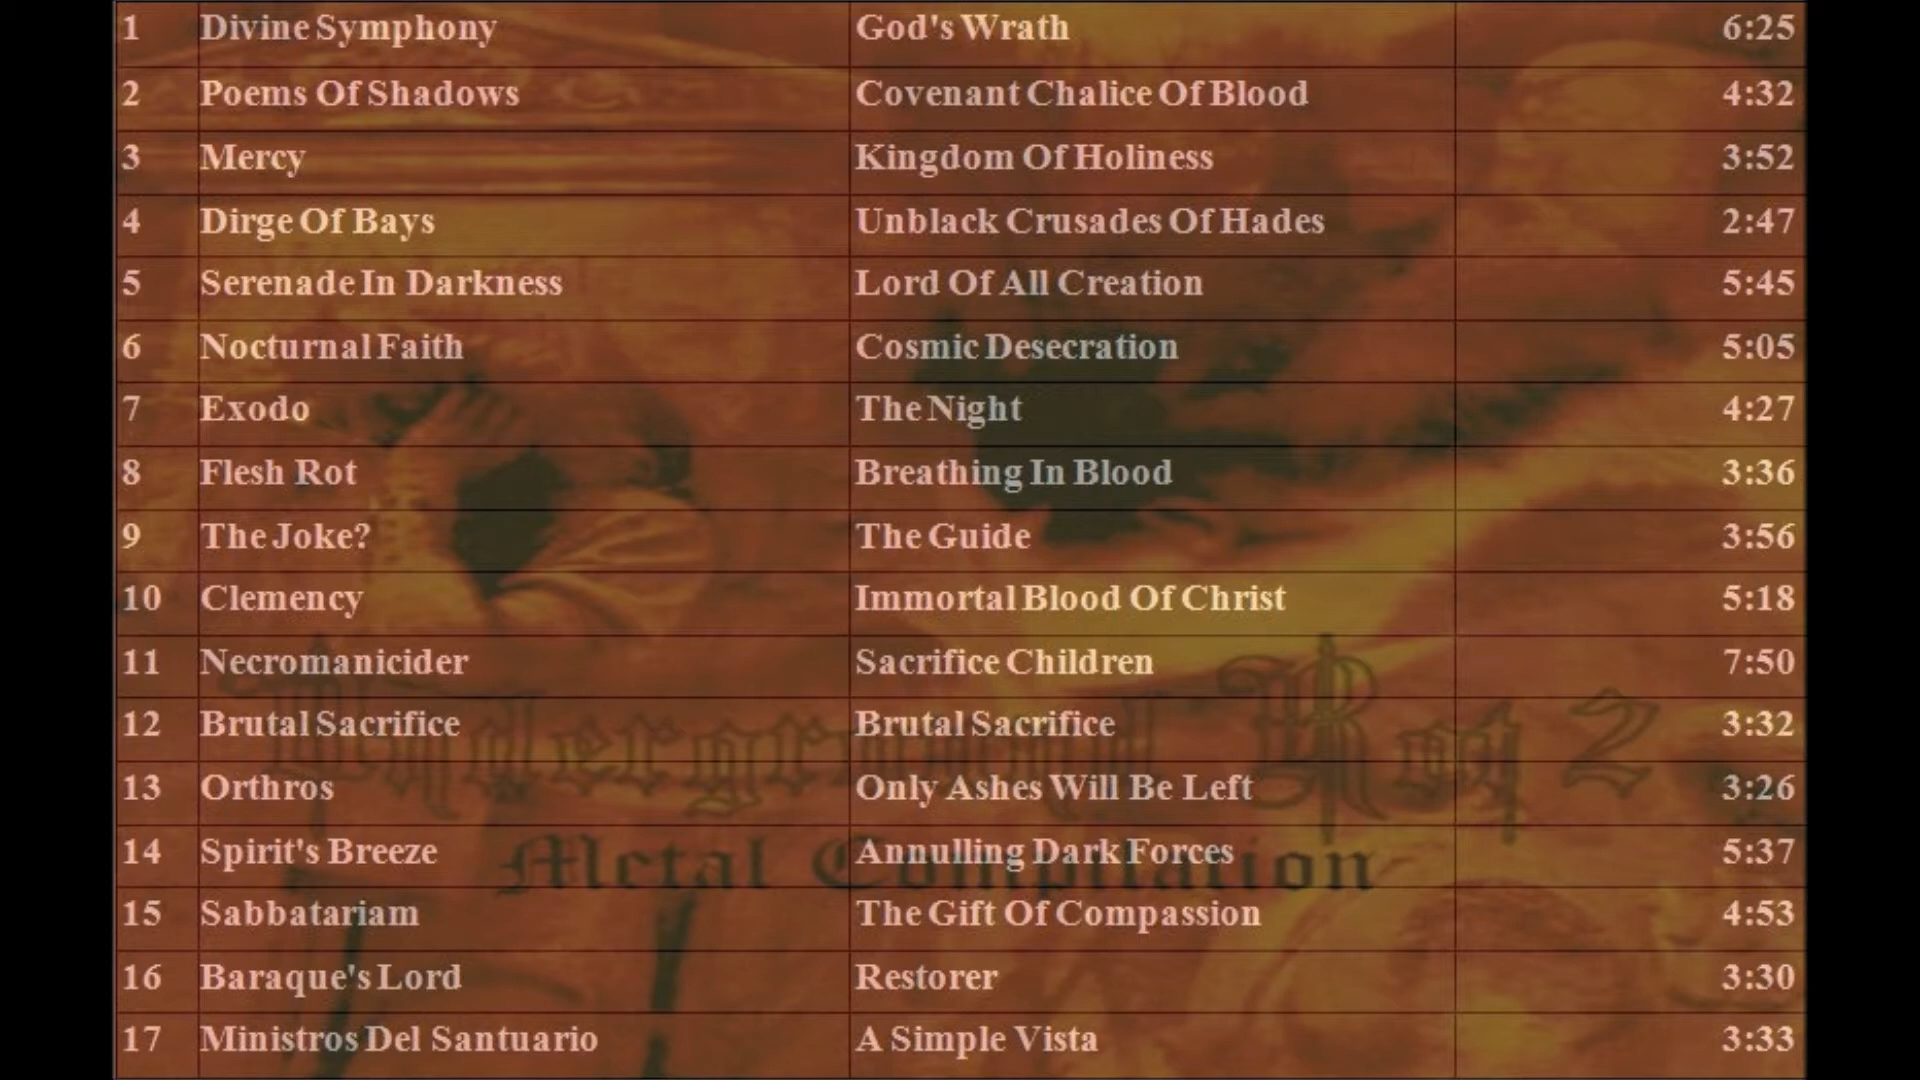 1 Divine Symphony God's Wrath 6:25
2 Poems Of Shadows Covenant Chalice Of Blood 4:32
3 Mercy Kingdom Of Holiness 3:52
4 Dirge Of Bays Unblack Crusades Of Hades 2:47
5 Serenade In Darkness Lord Of All Creation 5:45
6 Nocturnal Faith Cosmic Desecration 5:05
7 Exodo The Night 4:27
8 Flesh Rot Breathing In Blood 3:36
9 The Joke? The Guide 3:56
10 Clemency Immortal Blood Of Christ 5:18
11 Necromanicider Sacrifice Children 7:50
12 Brutal Sacrifice Brutal Sacrifice 3:32
Underground Rot 2
13 Orthros Only Ashes Will Be Left 3:26
14 Spirit's Breeze Annulling Dark Forces 5:37
Metal Compilation
15 Sabbatariam The Gift Of Compassion 4:53
16 Baraque's Lord Restorer 3:30
17 Ministros Del Santuario A Simple Vista 3:33